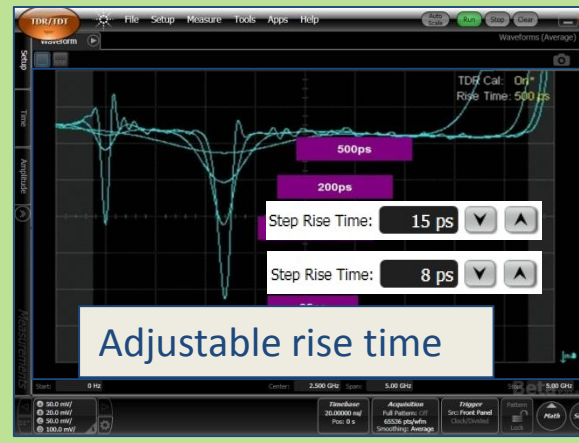 TDR/TDT File Setup Measure Tools Apps Help Auto Scale Run Stop Clear
Waveform Waveforms (Average)
Setup
Time
Amplitude
Measurements
TDR Cal: On*
Rise Time: 500 ps
500ps
200ps
Step Rise Time: 15 ps
Step Rise Time: 8 ps
Adjustable rise time
Start: 0 Hz Center: 2.500 GHz Span: 5.00 GHz Stop: 5.00 GHz
Beta
50.0 mV/
20.0 mV/
50.0 mV/
100.0 mV/
Timebase
20.00000 ns/
Pos: 0 s
Acquisition
Full Pattern: Off
65536 pts/wfm
Smoothing: Average
Trigger
Src: Front Panel
Clock/Divided
Pattern
Lock
Math